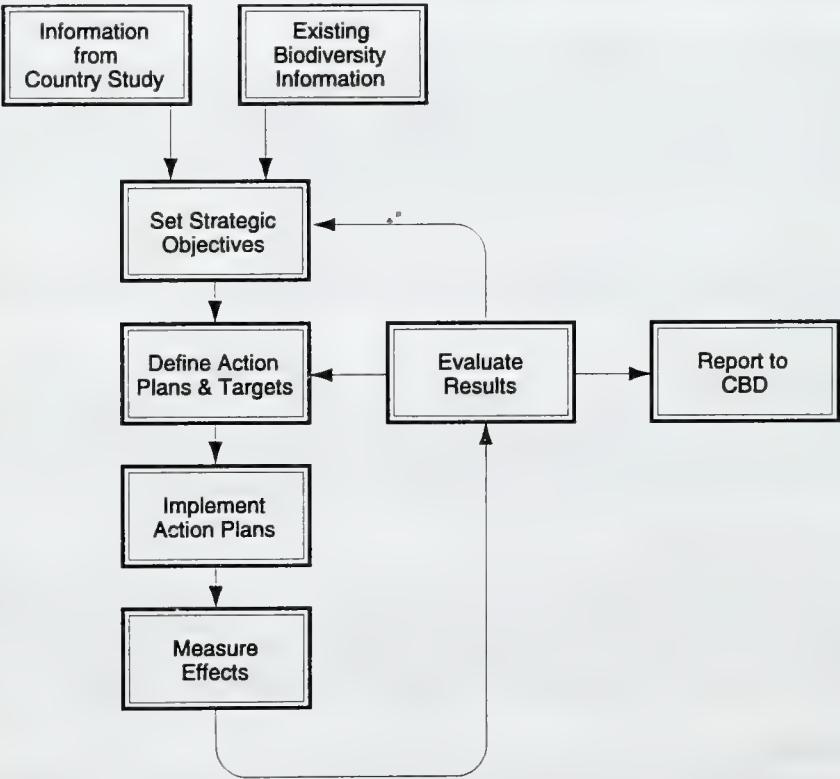 Information
from
Country Study
Existing
Biodiversity
Information
Set Strategic
Objectives
Define Action
Plans & Targets
Evaluate
Results
Report to
CBD
Implement
Action Plans
Measure
Effects